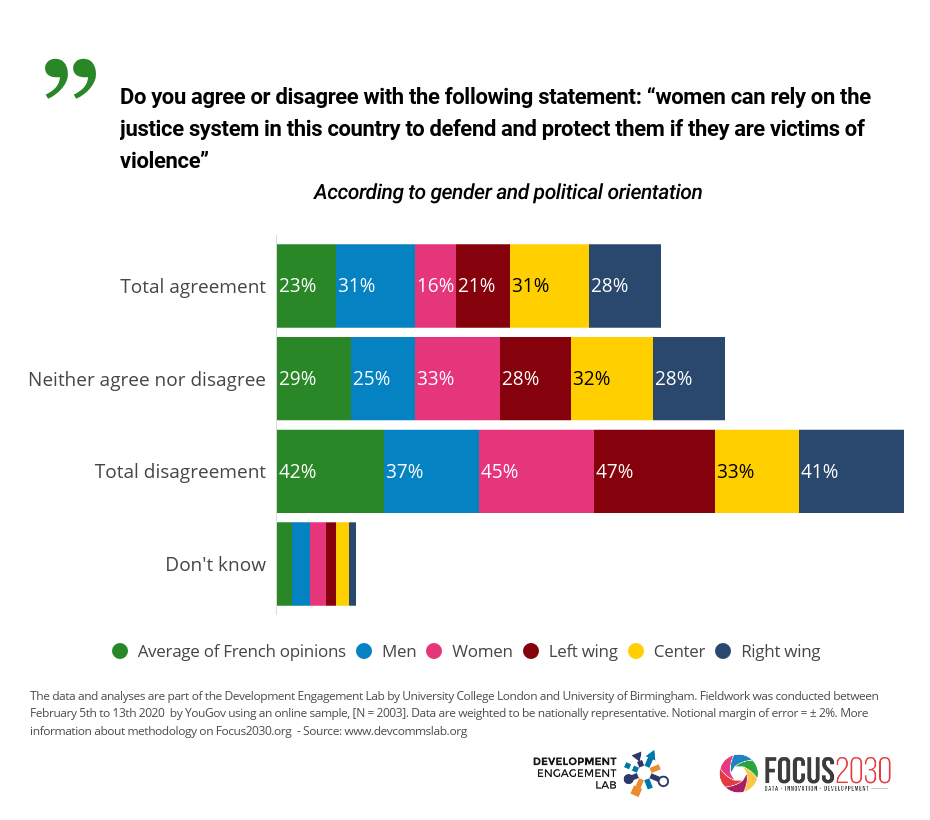 ”
Do you agree or disagree with the following statement: “women can rely on the
justice system in this country to defend and protect them if they are victims of
violence”
According to gender and political orientation
Total agreement 23% 31% 16% 21% 31% 28%
Neither agree nor disagree 29% 25% 33% 28% 32% 28%
Total disagreement 42% 37% 45% 47% 33% 41%
Don't know
Average of French opinions Men Women Left wing Center Right wing
The data and analyses are part of the Development Engagement Lab by University College London and University of Birmingham. Fieldwork was conducted between
February 5th to 13th 2020 by YouGov using an online sample, [N = 2003]. Data are weighted to be nationally representative. Notional margin of error = ± 2%. More
information about methodology on Focus2030.org - Source: www.devcommslab.org
DEVELOPMENT
ENGAGEMENT
LAB
FOCUS2030
DATA · INNOVATION · DEVELOPPEMENT